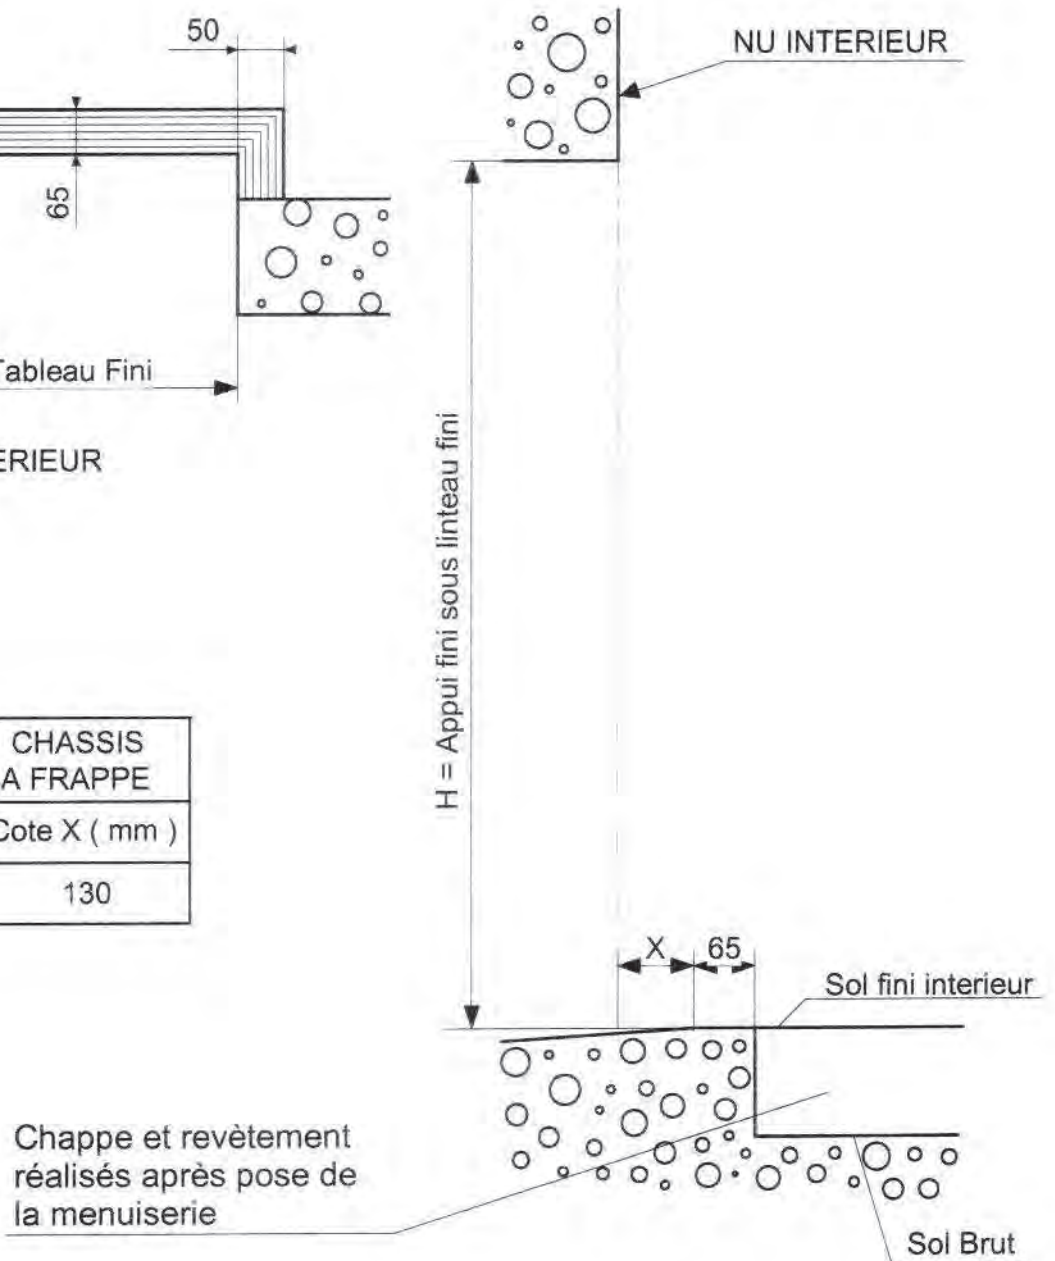 50
NU INTERIEUR
65
Tableau Fini
ERIEUR
H = Appui fini sous linteau fini
CHASSIS
A FRAPPE
Cote X ( mm )
130
X
65
Sol fini interieur
Chappe et revètement
réalisés après pose de
la menuiserie
Sol Brut